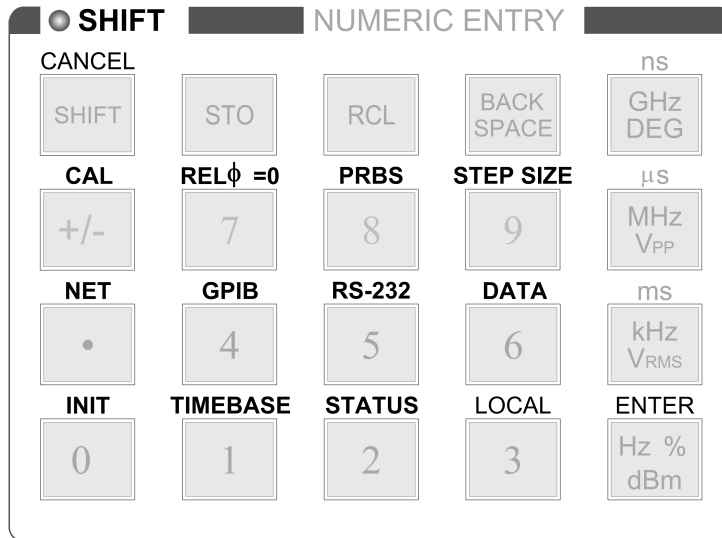 SHIFT NUMERIC ENTRY
CANCEL ns
SHIFT STO RCL BACK SPACE GHz DEG
CAL RELϕ =0 PRBS STEP SIZE μs
+/- 7 8 9 MHz VPP
NET GPIB RS-232 DATA ms
• 4 5 6 kHz VRMS
INIT TIMEBASE STATUS LOCAL ENTER
0 1 2 3 Hz % dBm